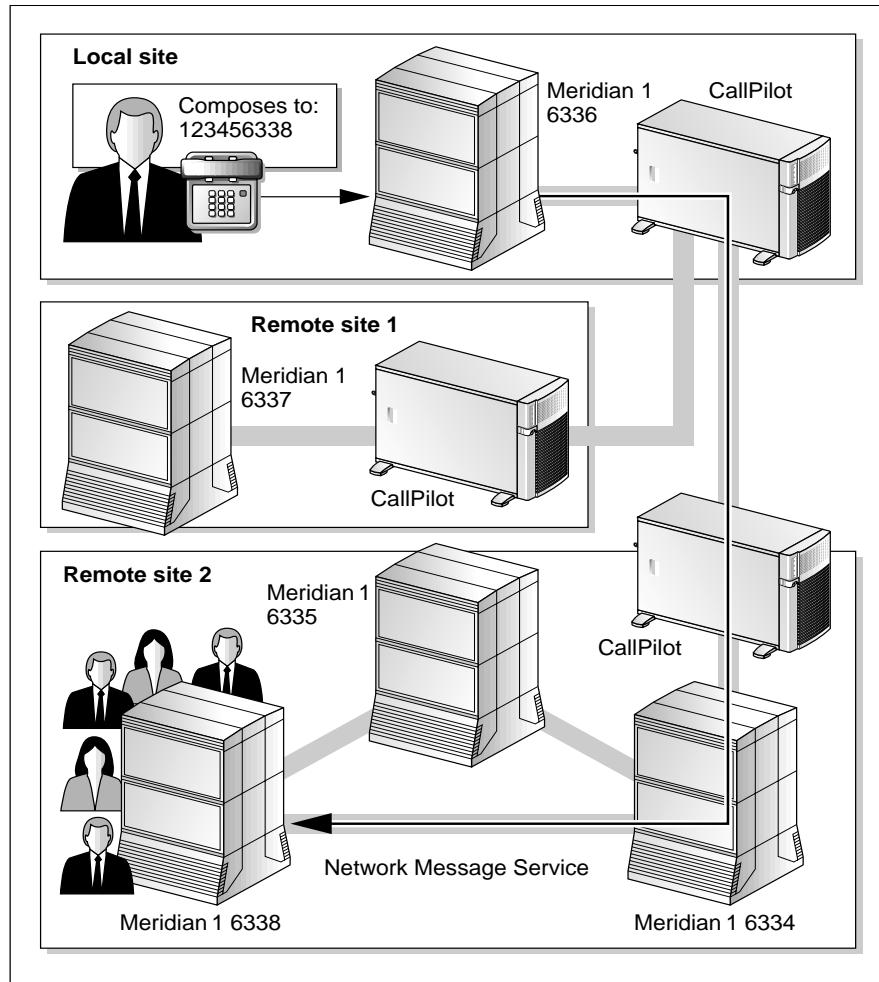 Local site
Composes to:
123456338
Meridian 1
6336
CallPilot
Remote site 1
Meridian 1
6337
CallPilot
Remote site 2
Meridian 1
6335
CallPilot
Network Message Service
Meridian 1 6338
Meridian 1 6334